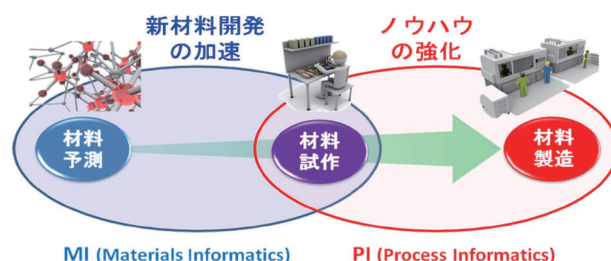 新材料開発
の加速
ノウハウ
の強化
材料
予測
材料
試作
材料
製造
MI (Materials Informatics)
PI (Process Informatics)